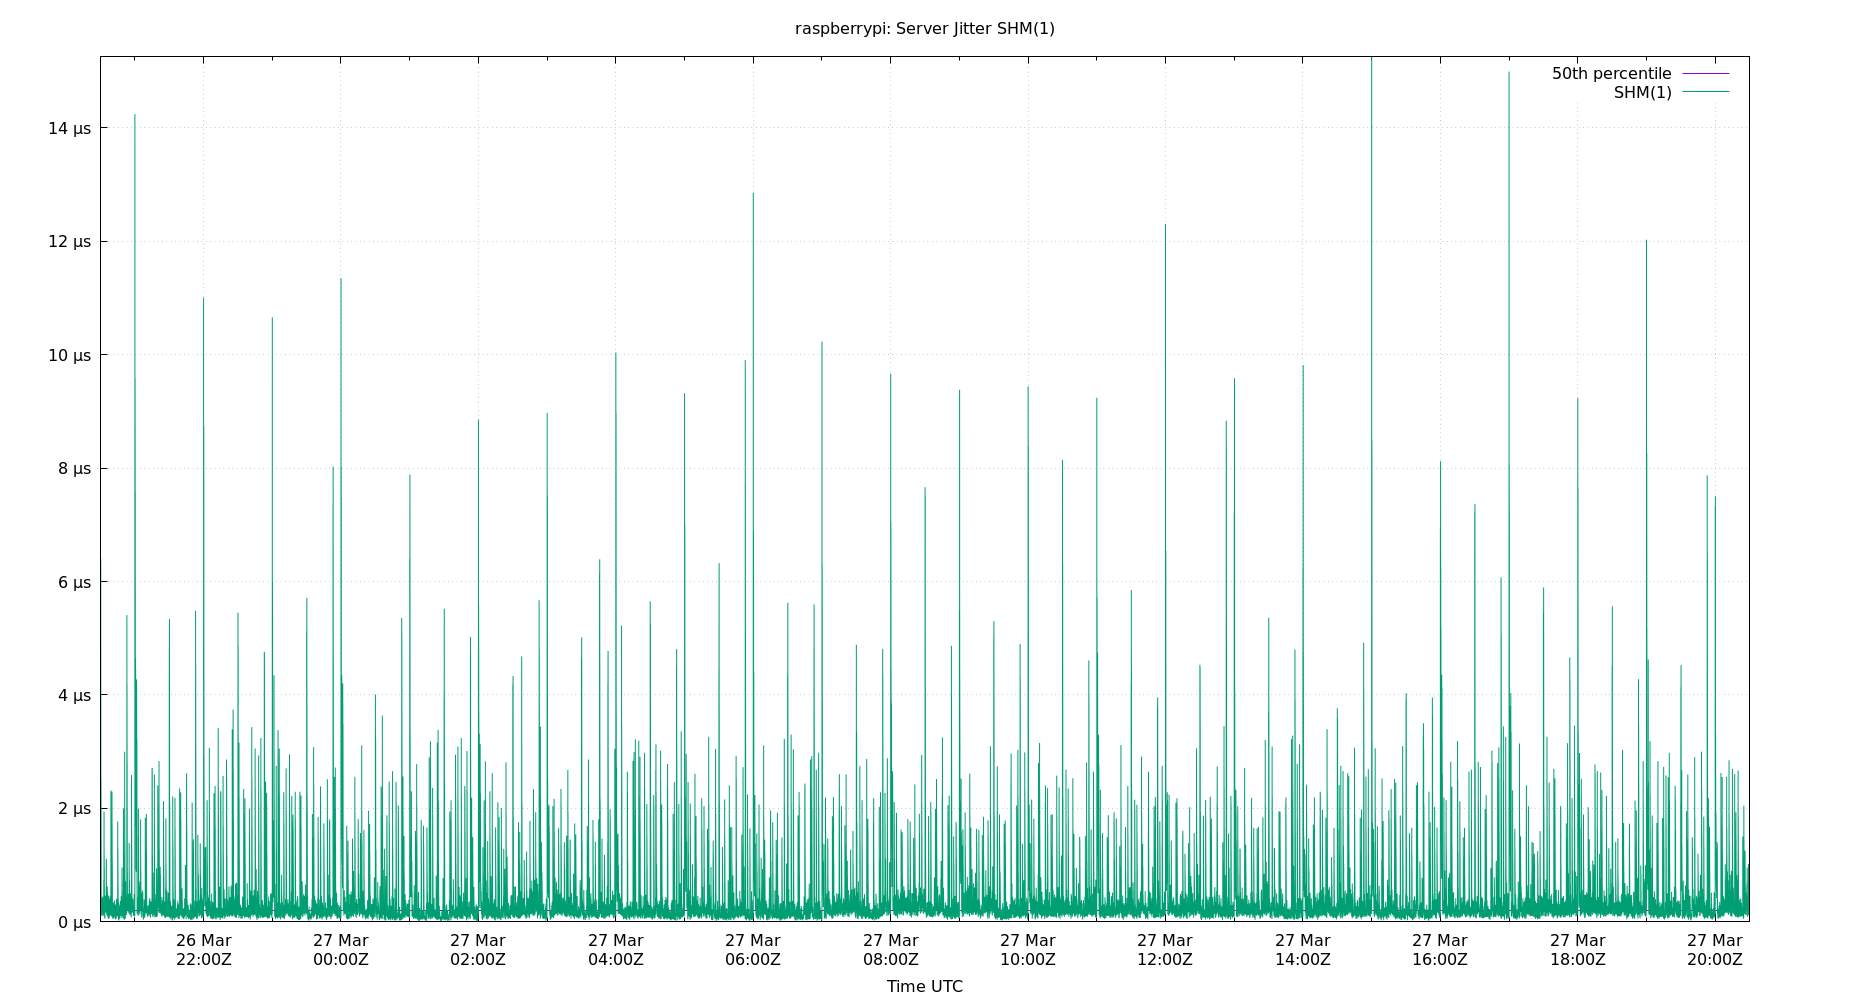 raspberrypi: Server Jitter SHM(1)
50th percentile
SHM(1)
14 µs
12 µs
10 µs
8 µs
6 µs
4 µs
2 µs
0 µs
26 Mar 27 Mar 27 Mar 27 Mar 27 Mar 27 Mar 27 Mar 27 Mar 27 Mar 27 Mar 27 Mar 27 Mar
22:00Z 00:00Z 02:00Z 04:00Z 06:00Z 08:00Z 10:00Z 12:00Z 14:00Z 16:00Z 18:00Z 20:00Z
Time UTC